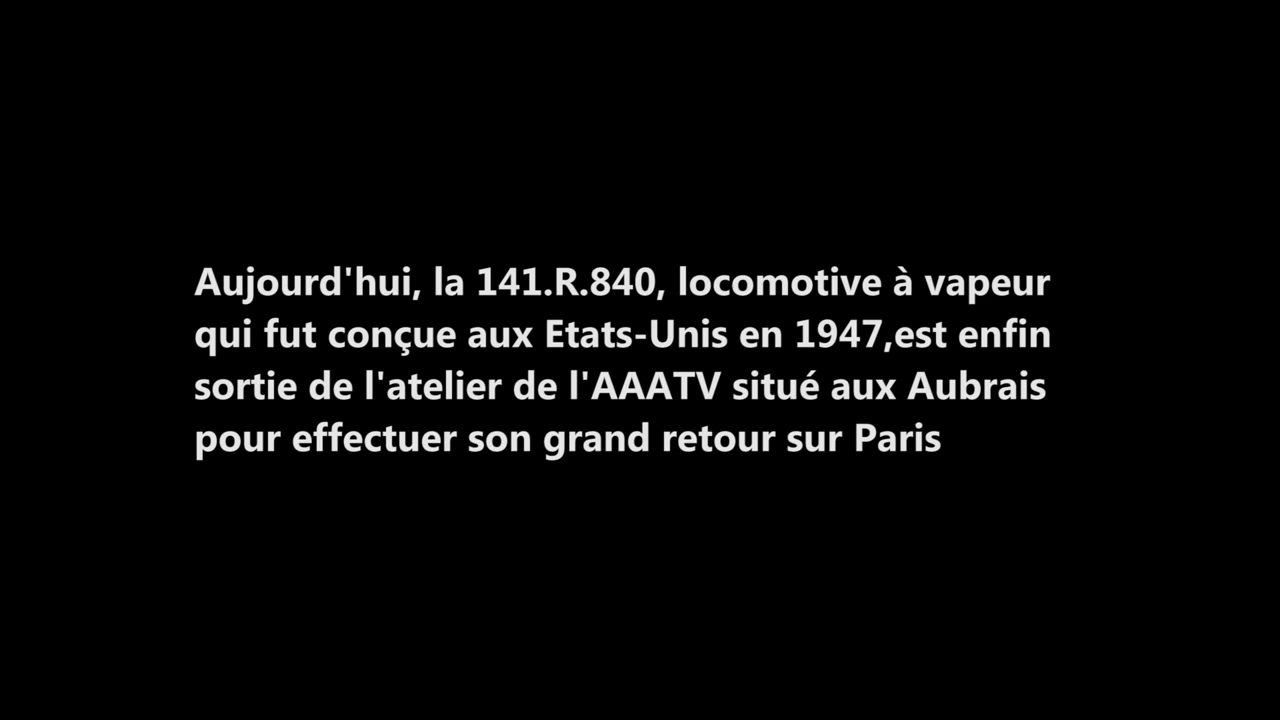 Aujourd'hui, la 141.R.840, locomotive à vapeur
qui fut conçue aux Etats-Unis en 1947,est enfin
sortie de l'atelier de l'AAATV situé aux Aubrais
pour effectuer son grand retour sur Paris